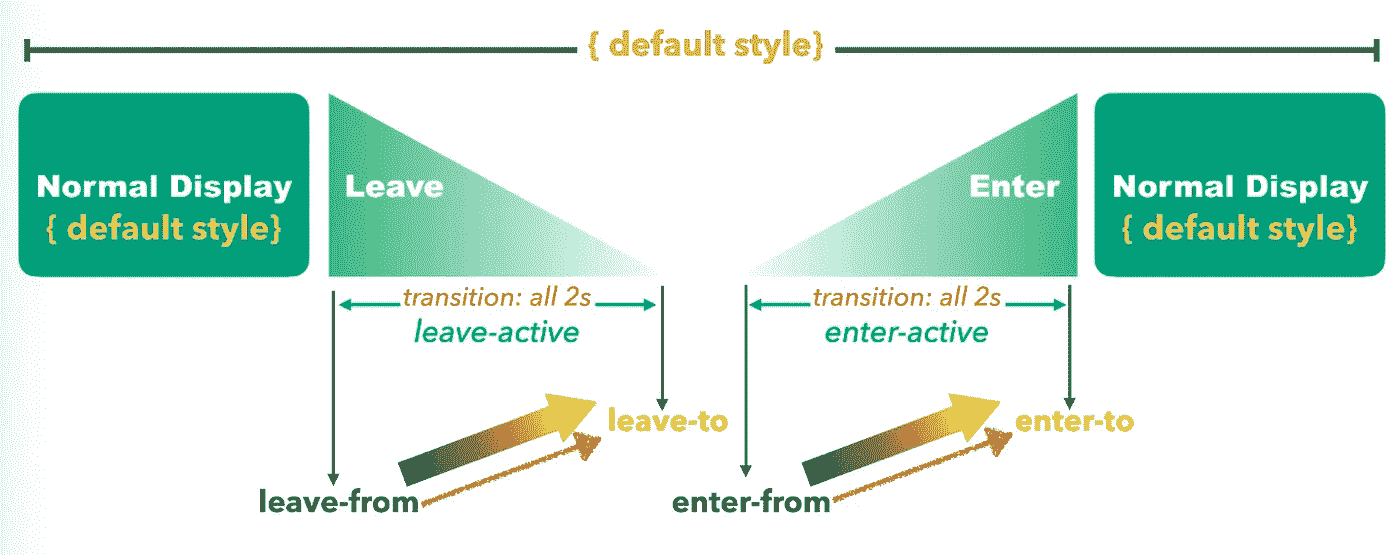 { default style}
Normal Display
{ default style}
Leave
Enter
Normal Display
{ default style}
transition: all 2s
leave-active
transition: all 2s
enter-active
leave-to
enter-to
leave-from
enter-from